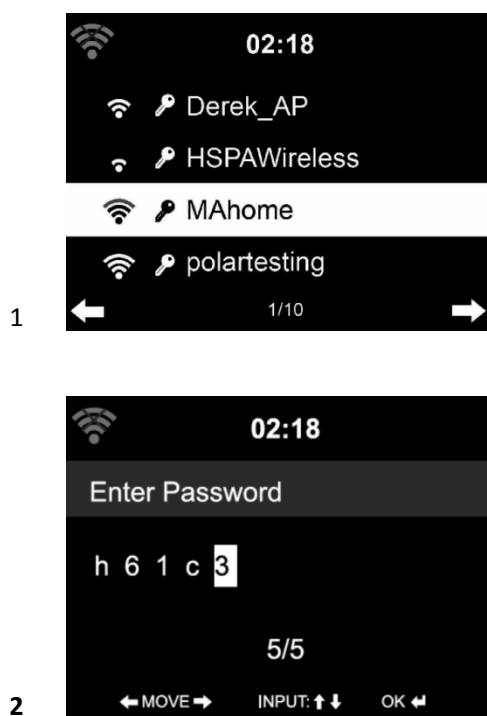 02:18
Derek_AP
HSPAWireless
MAhome
polartesting
1/10
1
02:18
Enter Password
h 6 1 c 3
5/5
MOVE INPUT: OK
2